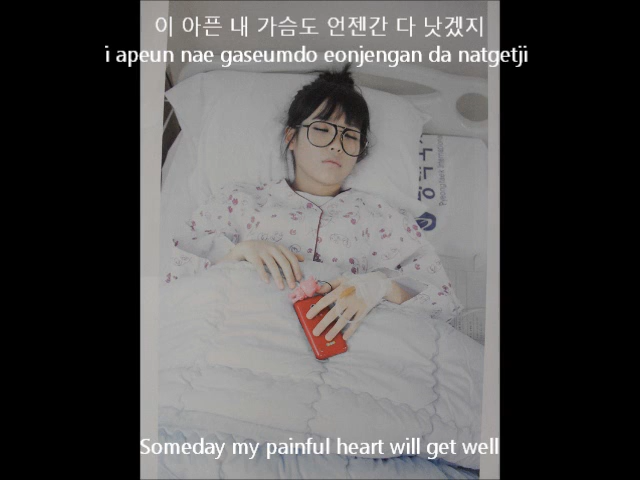 이 아픈 내 가슴도 언젠간 다 낫겠지
i apeun nae gaseumdo eonjengan da natgetji
Someday my painful heart will get well